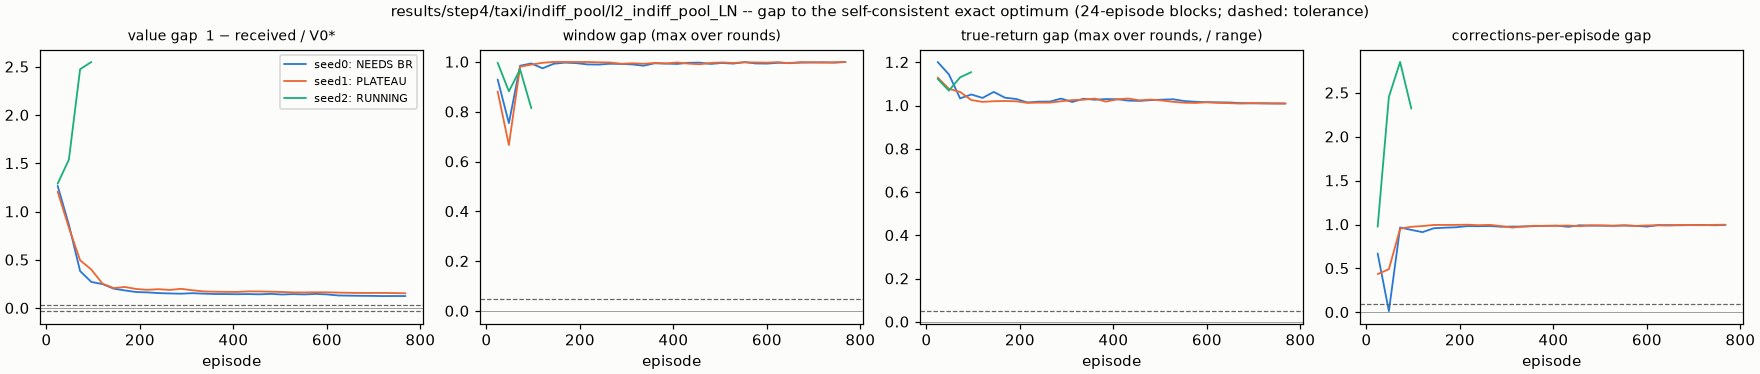 results/step4/taxi/indiff_pool/l2_indiff_pool_LN -- gap to the self-consistent exact optimum (24-episode blocks; dashed: tolerance)
value gap 1 − received / V0*
2.5
2.0
1.5
1.0
0.5
0.0
seed0: NEEDS BR
seed1: PLATEAU
seed2: RUNNING
0 200 400 600 800
episode
window gap (max over rounds)
1.0
0.8
0.6
0.4
0.2
0.0
0 200 400 600 800
episode
true-return gap (max over rounds, / range)
1.2
1.0
0.8
0.6
0.4
0.2
0.0
0 200 400 600 800
episode
corrections-per-episode gap
2.5
2.0
1.5
1.0
0.5
0.0
0 200 400 600 800
episode